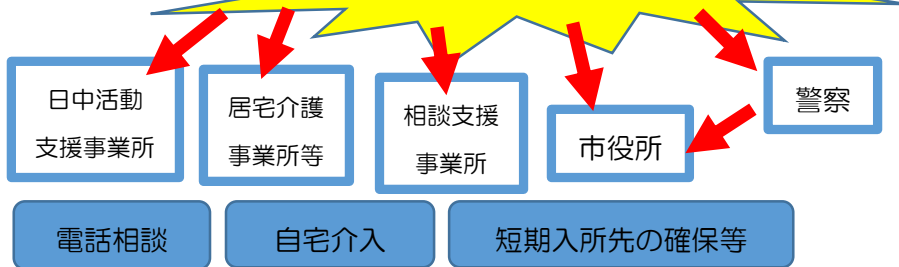 日中活動
支援事業所
居宅介護
事業所等
相談支援
事業所
市役所
警察
電話相談
自宅介入
短期入所先の確保等